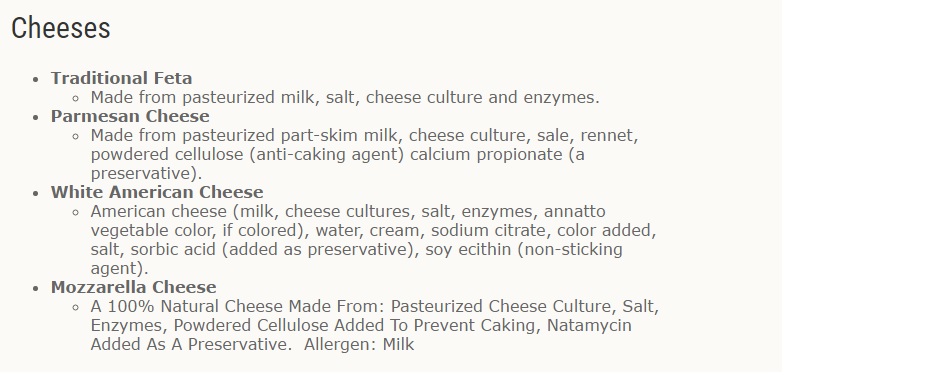 Cheeses
Traditional Feta
Made from pasteurized milk, salt, cheese culture and enzymes.
Parmesan Cheese
Made from pasteurized part-skim milk, cheese culture, sale, rennet,
powdered cellulose (anti-caking agent) calcium propionate (a
preservative).
White American Cheese
American cheese (milk, cheese cultures, salt, enzymes, annatto
vegetable color, if colored), water, cream, sodium citrate, color added,
salt, sorbic acid (added as preservative), soy ecithin (non-sticking
agent).
Mozzarella Cheese
A 100% Natural Cheese Made From: Pasteurized Cheese Culture, Salt,
Enzymes, Powdered Cellulose Added To Prevent Caking, Natamycin
Added As A Preservative.  Allergen: Milk